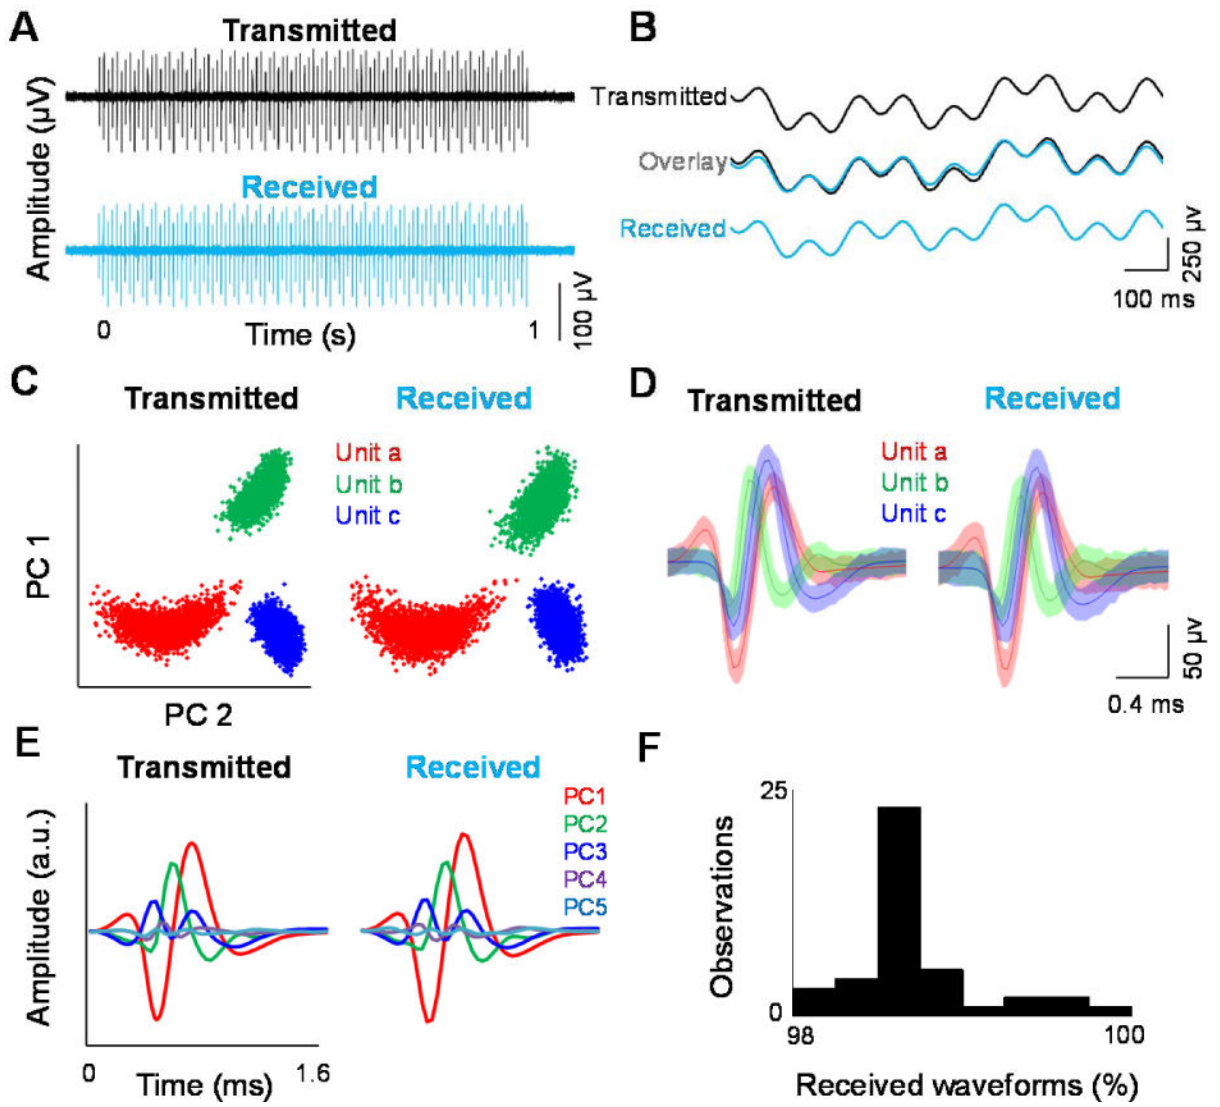 A
Transmitted
Amplitude (µV)
Received
0
Time (s)
1
100 µV
B
Transmitted
Overlay
Received
250 µv
100 ms
C
Transmitted
Received
Unit a
Unit b
Unit c
PC 1
PC 2
D
Transmitted
Received
Unit a
Unit b
Unit c
50 µv
0.4 ms
E
Transmitted
Received
PC1
PC2
PC3
PC4
PC5
Amplitude (a.u.)
0
Time (ms)
1.6
F
25
Observations
0
98
100
Received waveforms (%)